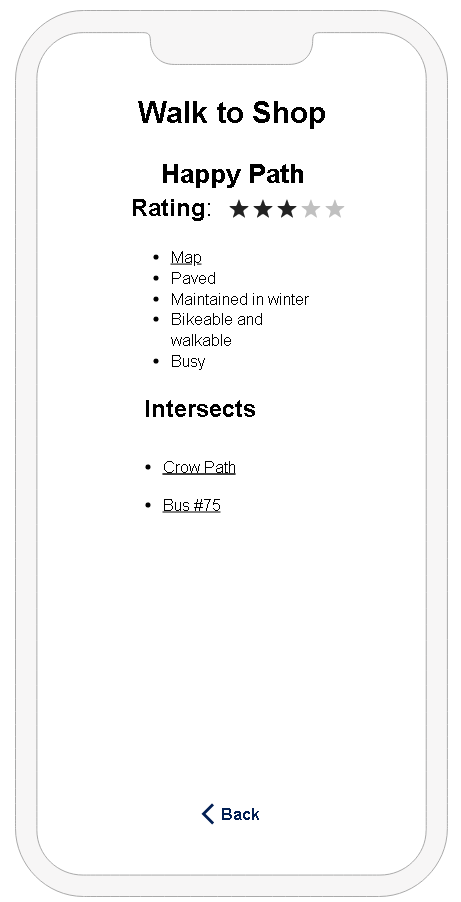 Walk to Shop
Happy Path
Rating:
Map
Paved
Maintained in winter
Bikeable and
walkable
Busy
Intersects
Crow Path
Bus #75
Back